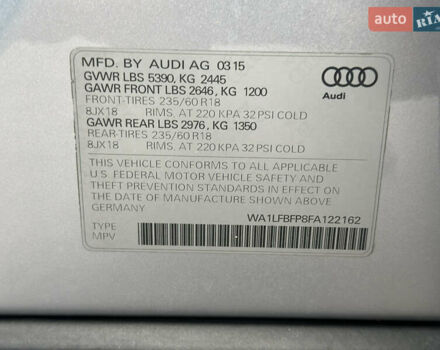 AUTO
RIA
MFD. BY AUDI AG 03 15
GVWR LBS 5390, KG 2445
GAWR FRONT LBS 2646, KG 1200
FRONT-TIRES 235/60 R18
8JX18 RIMS, AT 220 KPA 32 PSI COLD
GAWR REAR LBS 2976, KG 1350
REAR-TIRES 235/60 R18
8JX18 RIMS, AT 220 KPA 32 PSI COLD
Audi
THIS VEHICLE CONFORMS TO ALL APPLICABLE
U.S. FEDERAL MOTOR VEHICLE SAFETY AND
THEFT PREVENTION STANDARDS IN EFFECT ON
THE DATE OF MANUFACTURE SHOWN ABOVE
GERMANY
WA1LFBFP8FA122162
TYPE
MPV